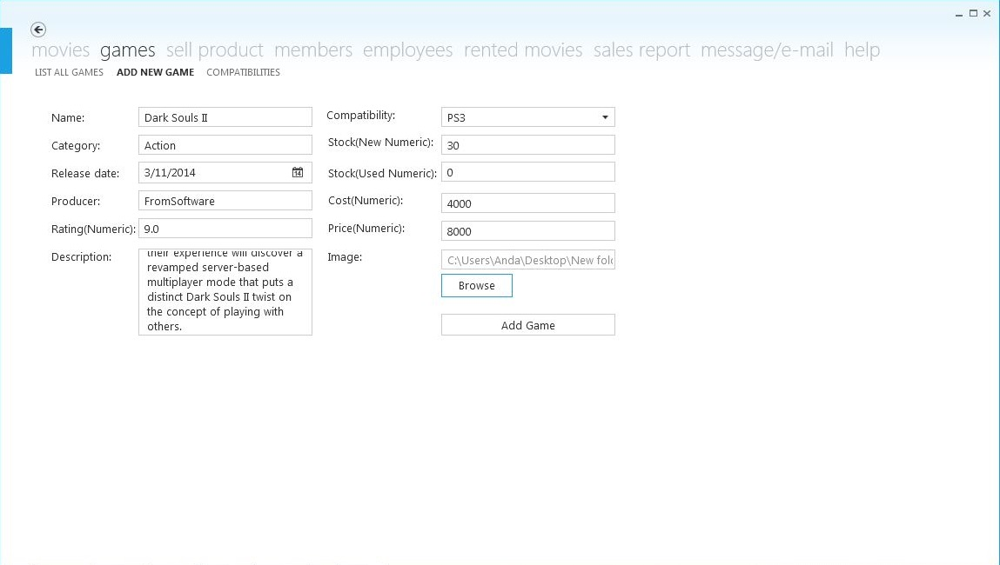 movies games sell product members employees rented movies sales report message/e-mail help
LIST ALL GAMES ADD NEW GAME COMPATIBILITIES
Name: Dark Souls II
Category: Action
Release date: 3/11/2014 14
Producer: FromSoftware
Rating(Numeric): 9.0
Description: their experience will discover a
revamped server-based
multiplayer mode that puts a
distinct Dark Souls II twist on
the concept of playing with
others.
Compatibility: PS3
Stock(New Numeric): 30
Stock(Used Numeric): 0
Cost(Numeric): 4000
Price(Numeric): 8000
Image: C:\Users\Anda\Desktop\New fol
Browse
Add Game